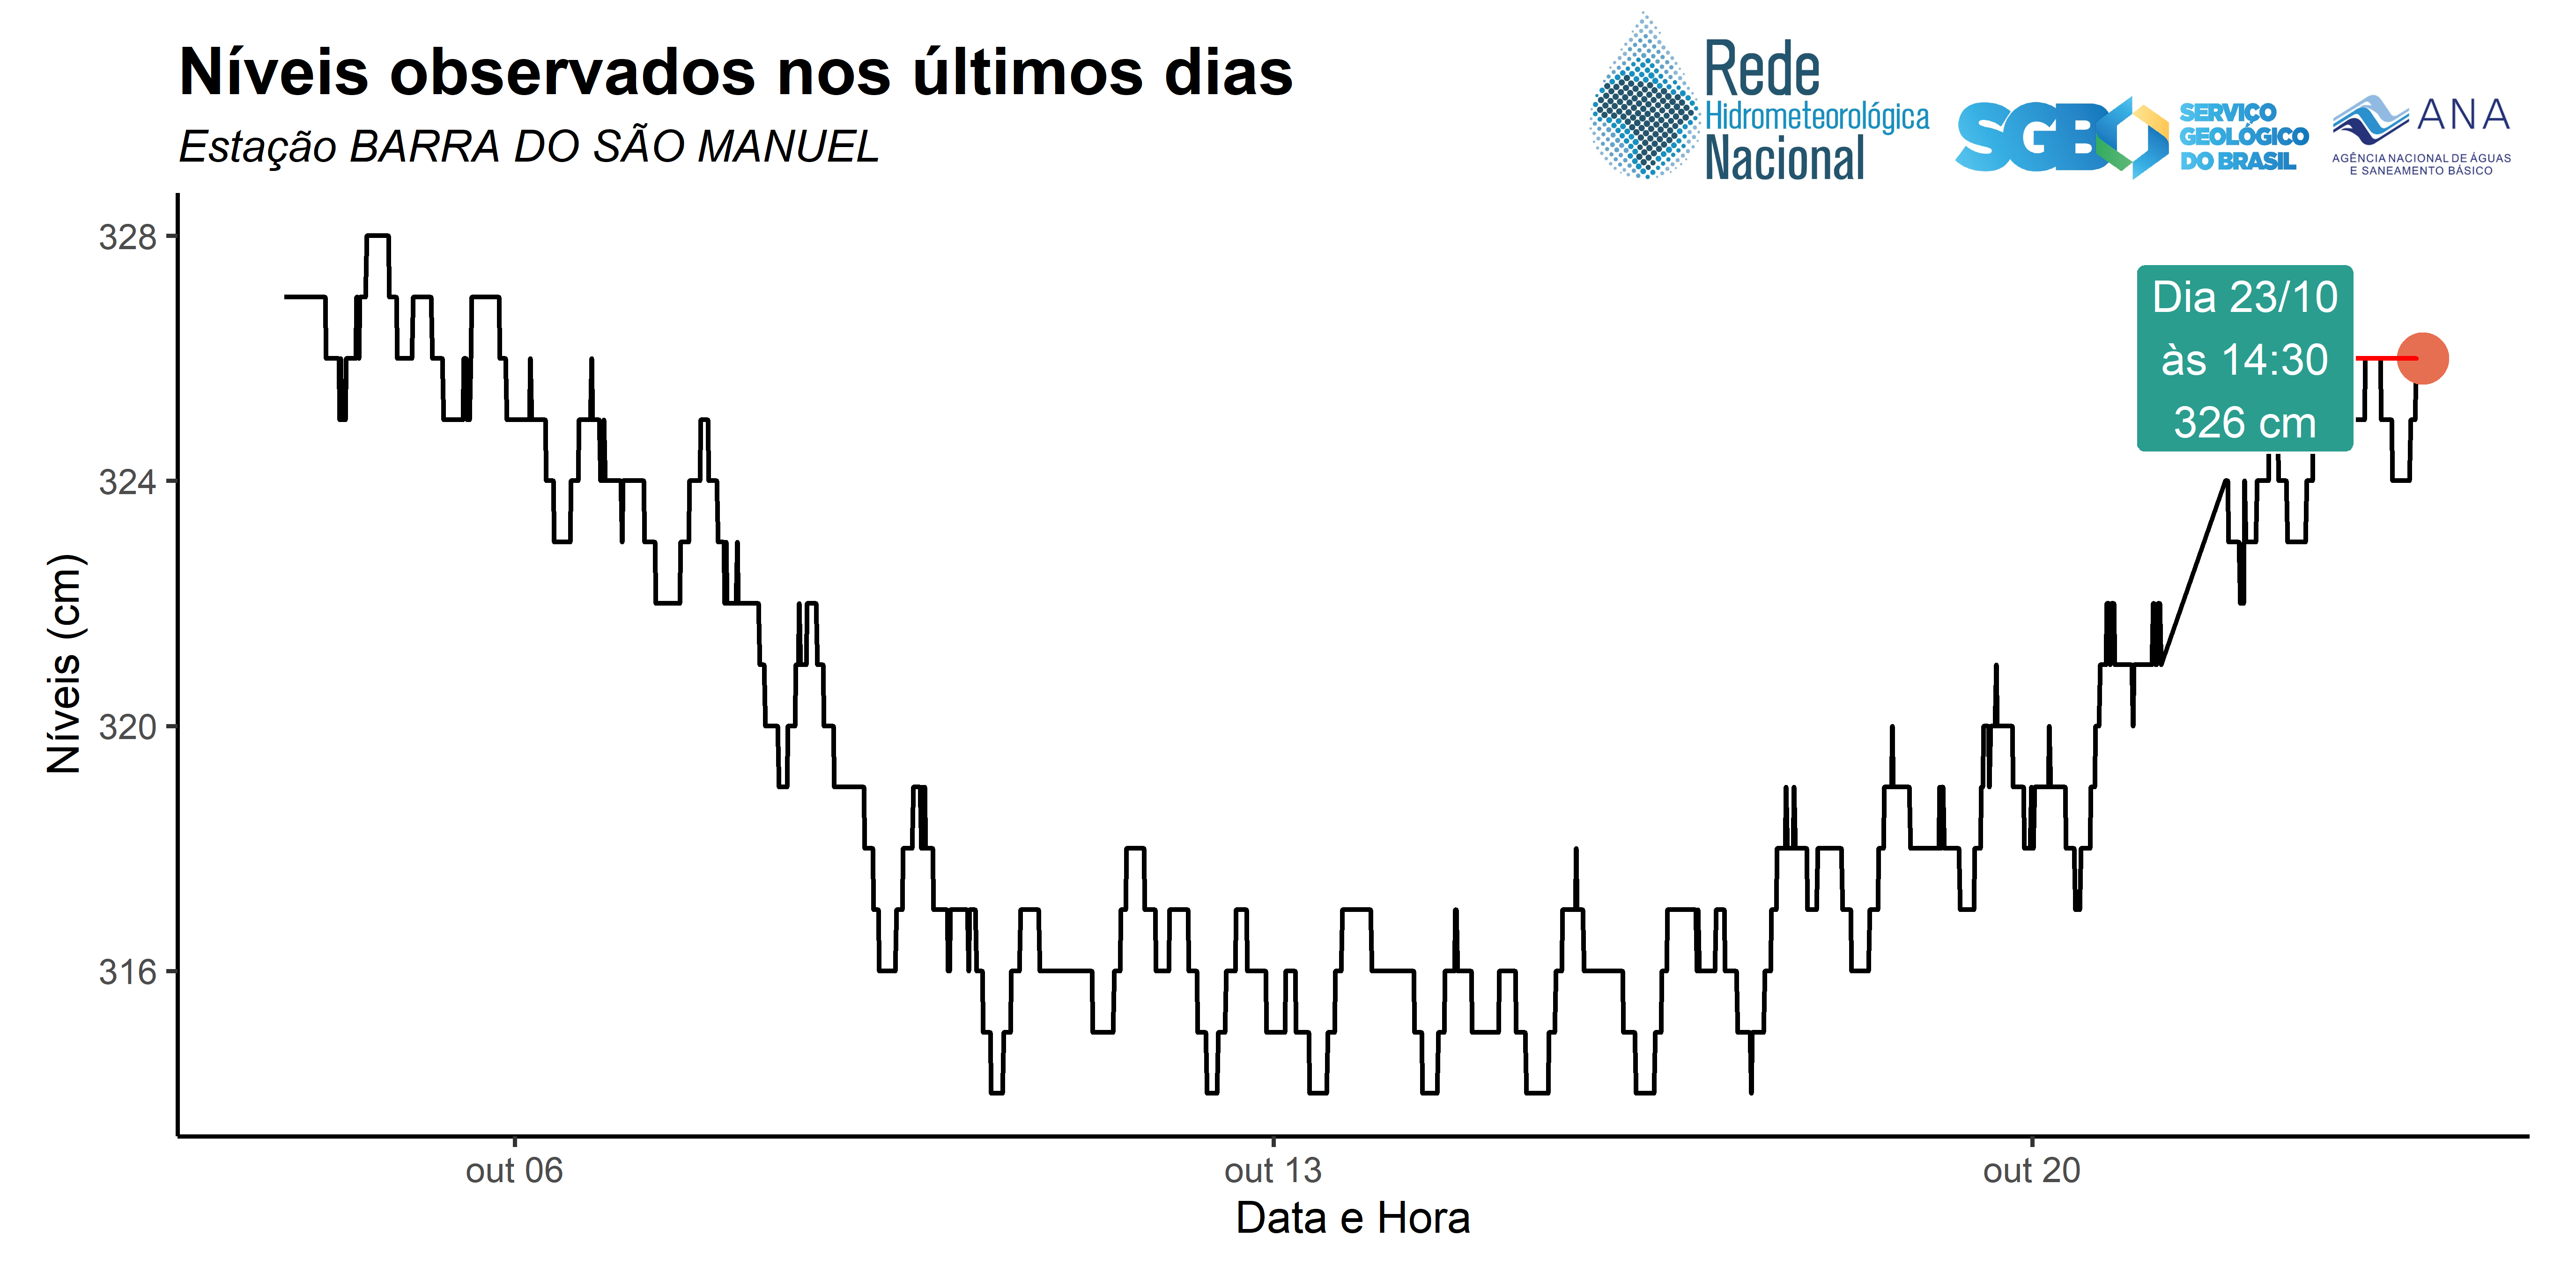 Níveis observados nos últimos dias
Estação BARRA DO SÃO MANUEL
Rede
Hidrometeorológica
Nacional
SGB
SERVIÇO
GEOLÓGICO
DO BRASIL
ANA
AGÊNCIA NACIONAL DE ÁGUAS
E SANEAMENTO BÁSICO
Níveis (cm)
328
324
320
316
Dia 23/10
às 14:30
326 cm
out 06
out 13
out 20
Data e Hora